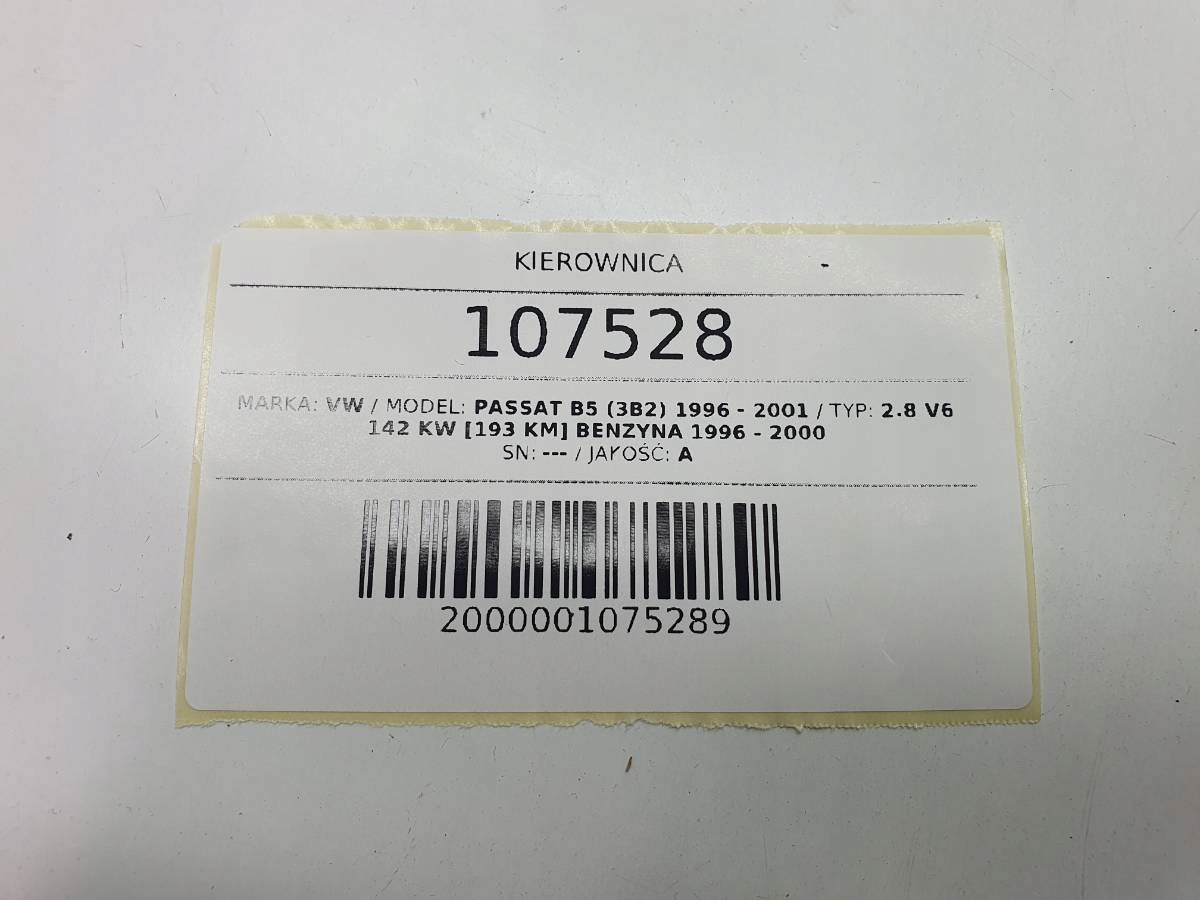 KIEROWNICA -
107528
MARKA: VW / MODEL: PASSAT B5 (3B2) 1996 - 2001 / TYP: 2.8 V6
142 KW [193 KM] BENZYNA 1996 - 2000
SN: --- / JAKOŚĆ: A
2000001075289